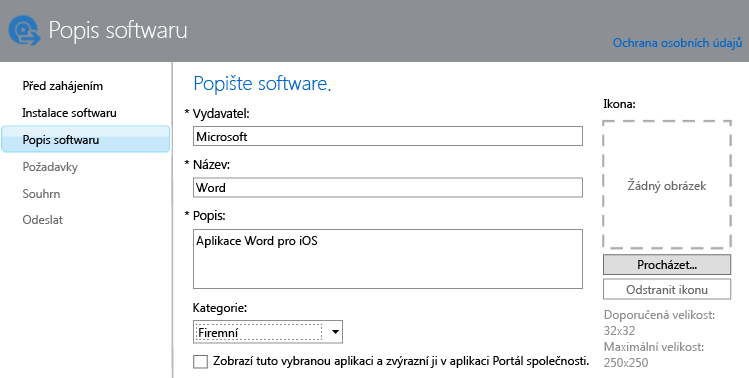 Popis softwaru
Ochrana osobních údajů
Před zahájením
Instalace softwaru
Popis softwaru
Požadavky
Souhrn
Odeslat
Popište software.
* Vydavatel:
Microsoft
* Název:
Word
* Popis:
Aplikace Word pro iOS
Kategorie:
Firemní
Zobrazí tuto vybranou aplikaci a zvýrazní ji v aplikaci Portál společnosti.
Ikona:
Žádný obrázek
Procházet...
Odstranit ikonu
Doporučená velikost:
32x32
Maximální velikost:
250x250